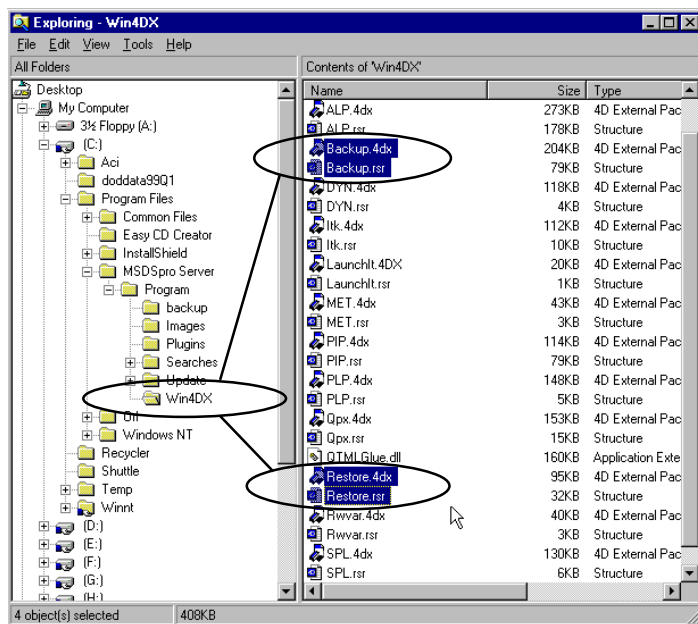 Exploring - Win4DX
File Edit View Tools Help
All Folders
Contents of 'Win4DX'
Desktop
My Computer
3½ Floppy (A:)
(C:)
Aci
doddata99Q1
Program Files
Common Files
Easy CD Creator
InstallShield
MSDSpro Server
Program
backup
Images
Plugins
Searches
Update
Win4DX
Windows NT
Recycler
Shuttle
Temp
Winnt
(D:)
(E:)
(F:)
(G:)
(H:)
Name Size Type
ALP.4dx 273KB 4D External Pac
ALP.rsr 178KB Structure
Backup.4dx 204KB 4D External Pac
Backup.rsr 79KB Structure
DYN.4dx 118KB 4D External Pac
DYN.rsr 4KB Structure
Itk.4dx 112KB 4D External Pac
Itk.rsr 10KB Structure
LaunchIt.4DX 20KB 4D External Pac
LaunchIt.rsr 1KB Structure
MET.4dx 43KB 4D External Pac
MET.rsr 3KB Structure
PIP.4dx 114KB 4D External Pac
PIP.rsr 79KB Structure
PLP.4dx 148KB 4D External Pac
PLP.rsr 5KB Structure
Qpx.4dx 153KB 4D External Pac
Qpx.rsr 15KB Structure
QTMLGlue.dll 160KB Application Exte
Restore.4dx 95KB 4D External Pac
Restore.rsr 32KB Structure
Rwvar.4dx 40KB 4D External Pac
Rwvar.rsr 3KB Structure
SPL.4dx 130KB 4D External Pac
SPL.rsr 6KB Structure
4 object(s) selected 408KB